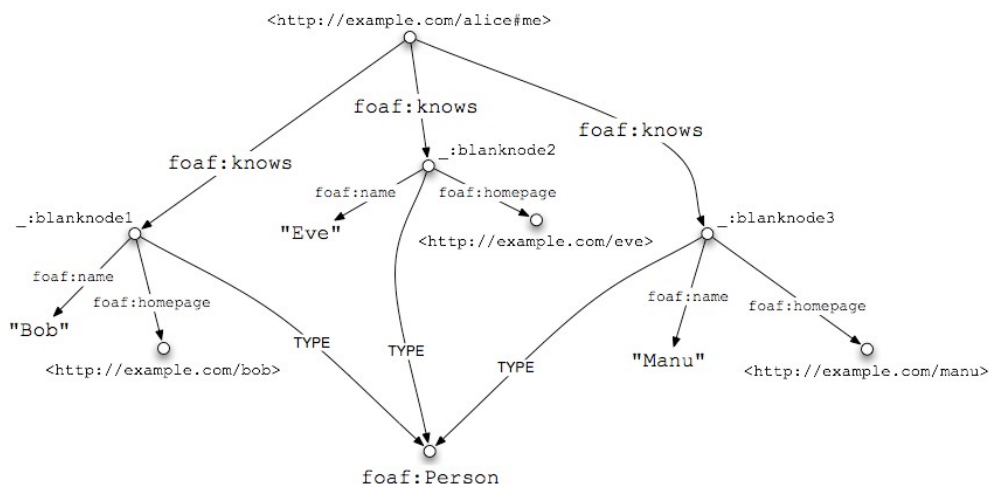 <http://example.com/alice#me>
foaf:knows
foaf:knows
foaf:knows
_:blanknode2
foaf:name
foaf:homepage
_:blanknode1
"Eve"
<http://example.com/eve>
_:blanknode3
foaf:name
foaf:homepage
foaf:name
foaf:homepage
"Bob"
TYPE
TYPE
TYPE
"Manu"
<http://example.com/bob>
<http://example.com/manu>
foaf:Person